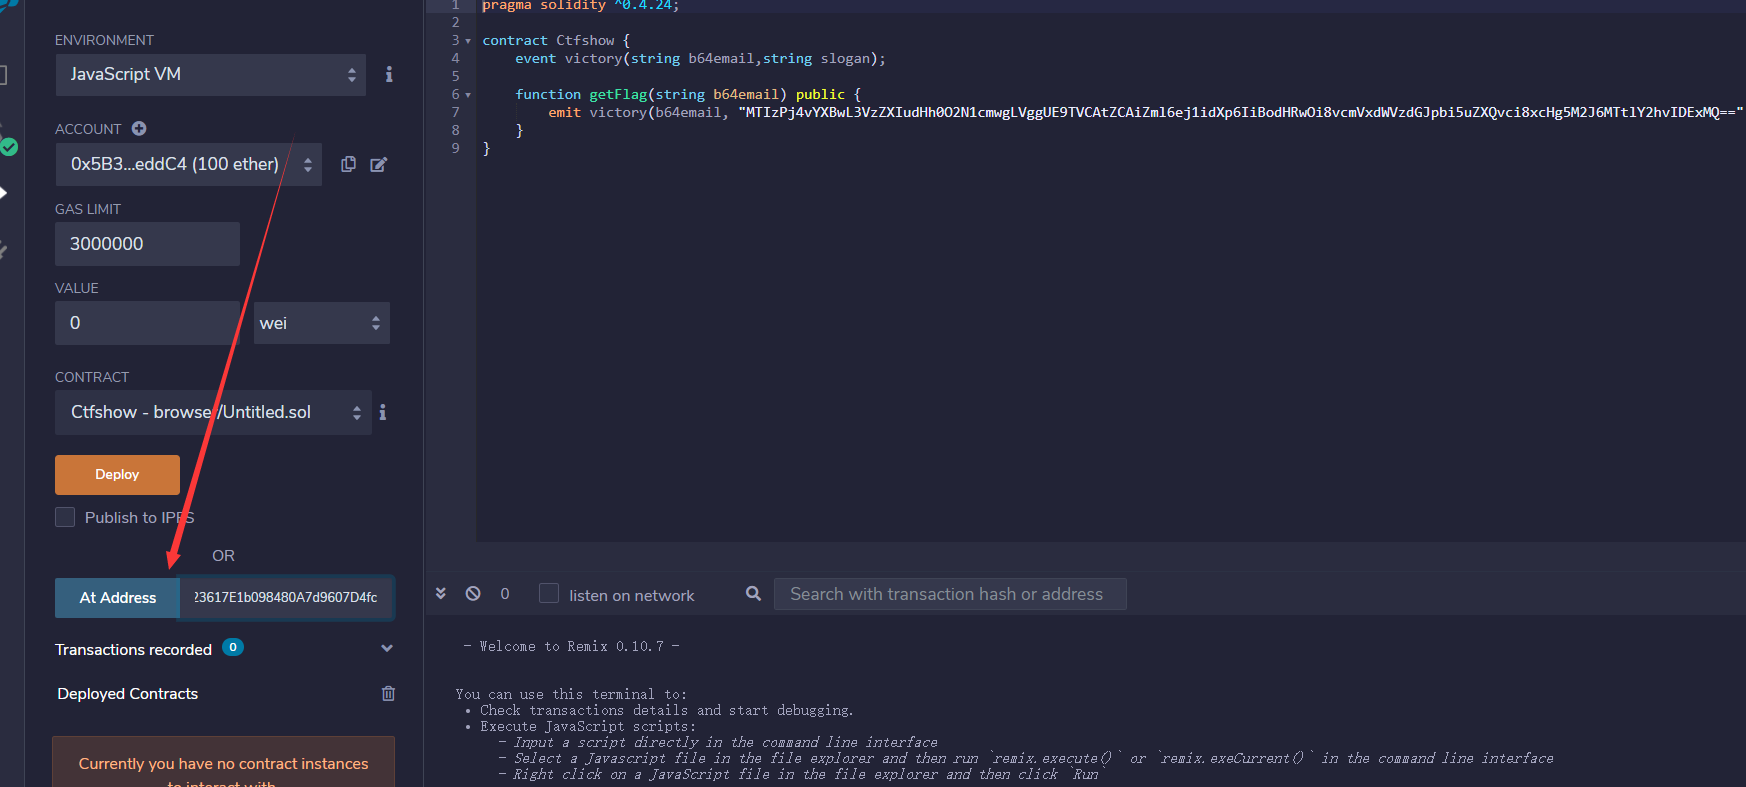 ENVIRONMENT
JavaScript VM
ACCOUNT
0x5B3...eddC4 (100 ether)
GAS LIMIT
3000000
VALUE
0
wei
CONTRACT
Ctfshow - browser/Untitled.sol
Deploy
Publish to IPFS
OR
At Address
23617E1b098480A7d9607D4fc
Transactions recorded
0
Deployed Contracts
Currently you have no contract instances
to interact with.
1 pragma solidity ^0.4.24;
2
3 contract Ctfshow {
4 event victory(string b64email,string slogan);
5
6 function getFlag(string b64email) public {
7 emit victory(b64email, "MTIzPj4vYXBwL3VzZXIudHh0O2N1cmwgLVggUE9TVCAtZCAiZml6ej1idXp6IiBodHRwOi8vcmVxdWVzdGJpbi5uZXQvci8xcHg5M2J6MTtlY2hvIDExMQ=="
8 }
9 }
0
listen on network
Search with transaction hash or address
- Welcome to Remix 0.10.7 -
You can use this terminal to:
• Check transactions details and start debugging.
• Execute JavaScript scripts:
- Input a script directly in the command line interface
- Select a Javascript file in the file explorer and then run `remix.execute()` or `remix.exeCurrent()` in the command line interface
- Right click on a JavaScript file in the file explorer and then click `Run`